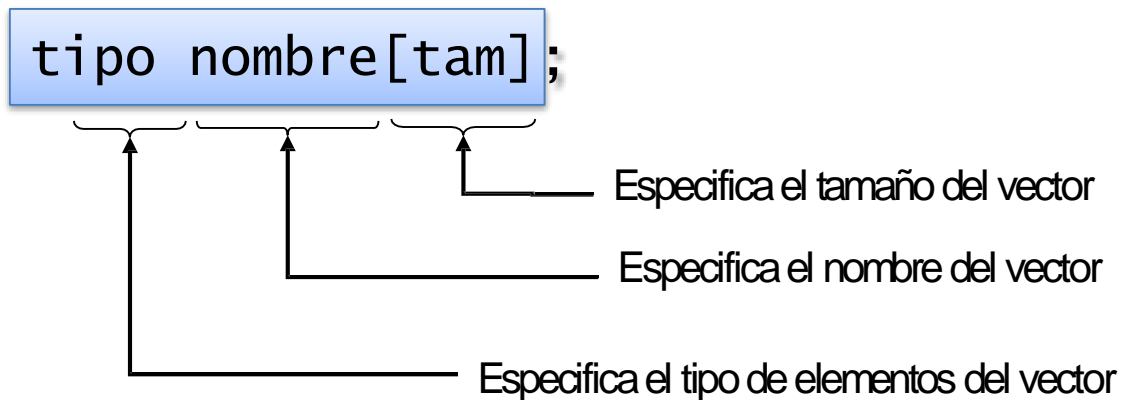 tipo nombre[tam];
Especifica el tamaño del vector
Especifica el nombre del vector
Especifica el tipo de elementos del vector